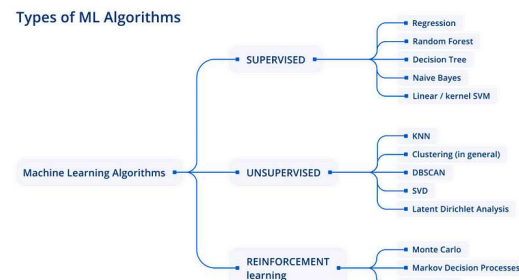 Types of ML Algorithms
Machine Learning Algorithms
SUPERVISED
Regression
Random Forest
Decision Tree
Naive Bayes
Linear / kernel SVM
UNSUPERVISED
KNN
Clustering (in general)
DBSCAN
SVD
Latent Dirichlet Analysis
REINFORCEMENT
learning
Monte Carlo
Markov Decision Processes